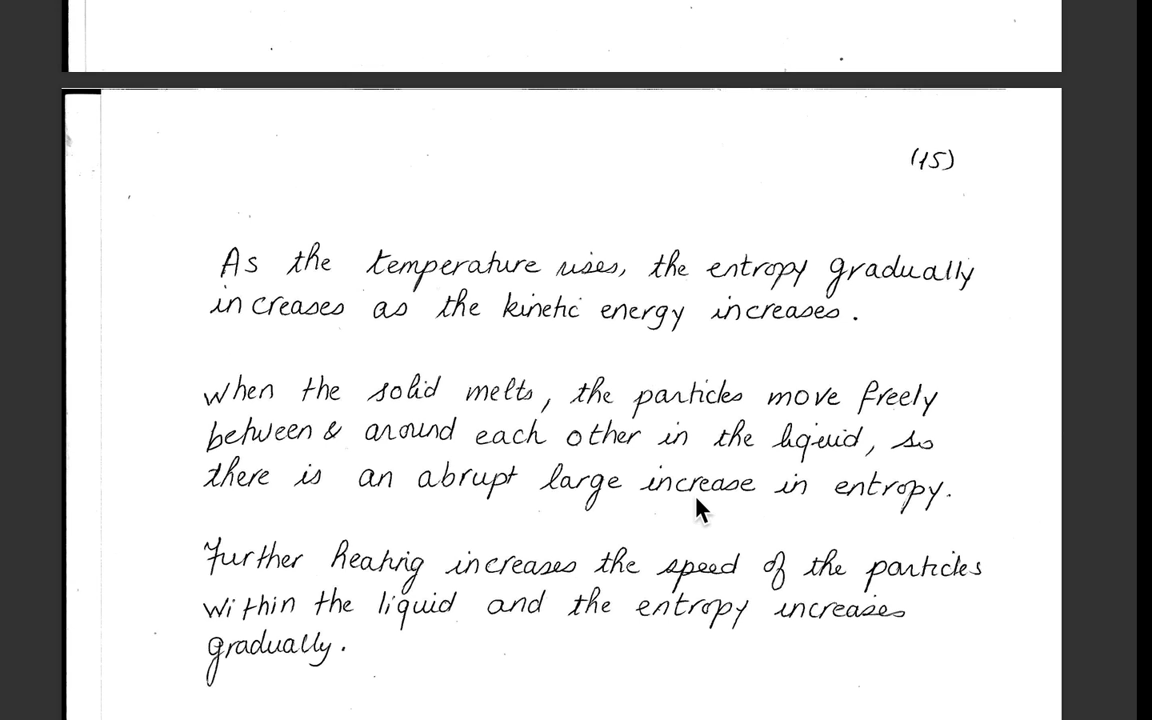 (15)
As the temperature rises, the entropy gradually
increases as the kinetic energy increases.
When the solid melts, the particles move freely
between & around each other in the liquid, so
there is an abrupt large increase in entropy.
Further heating increases the speed of the particles
within the liquid and the entropy increases
gradually.